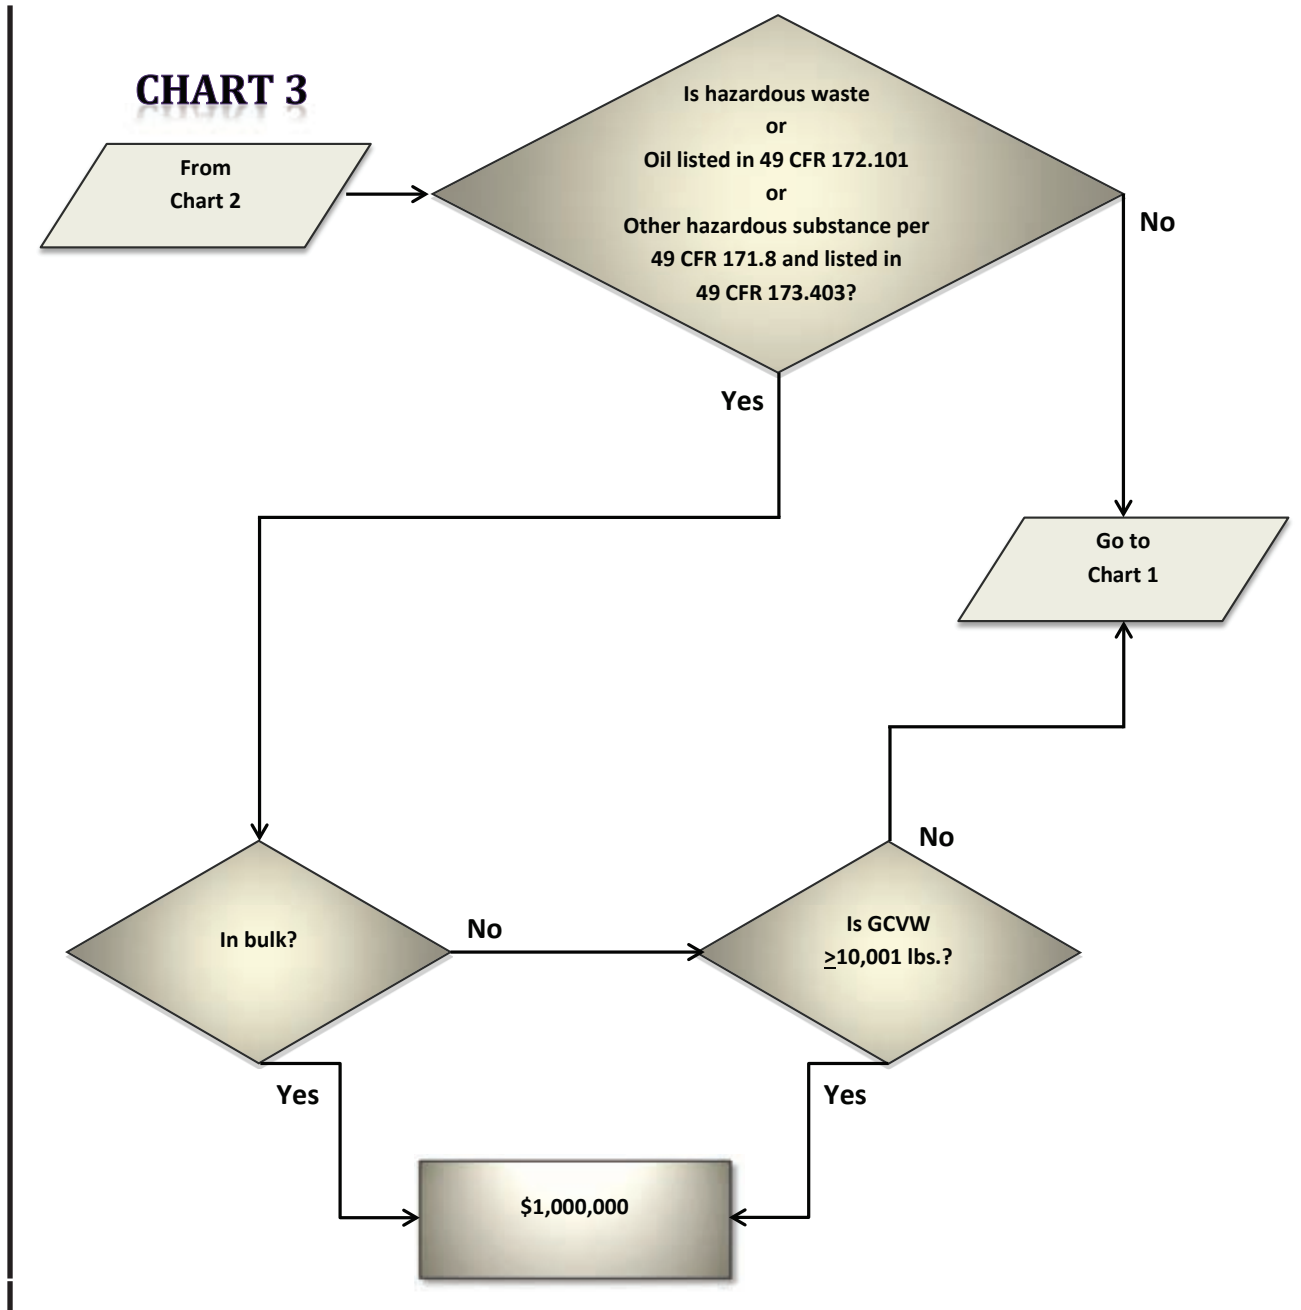 CHART 3
From
Chart 2
Is hazardous waste
or
Oil listed in 49 CFR 172.101
or
Other hazardous substance per
49 CFR 171.8 and listed in
49 CFR 173.403?
No
Yes
Go to
Chart 1
No
In bulk?
No
Is GCVW
≥10,001 lbs.?
Yes
Yes
$1,000,000